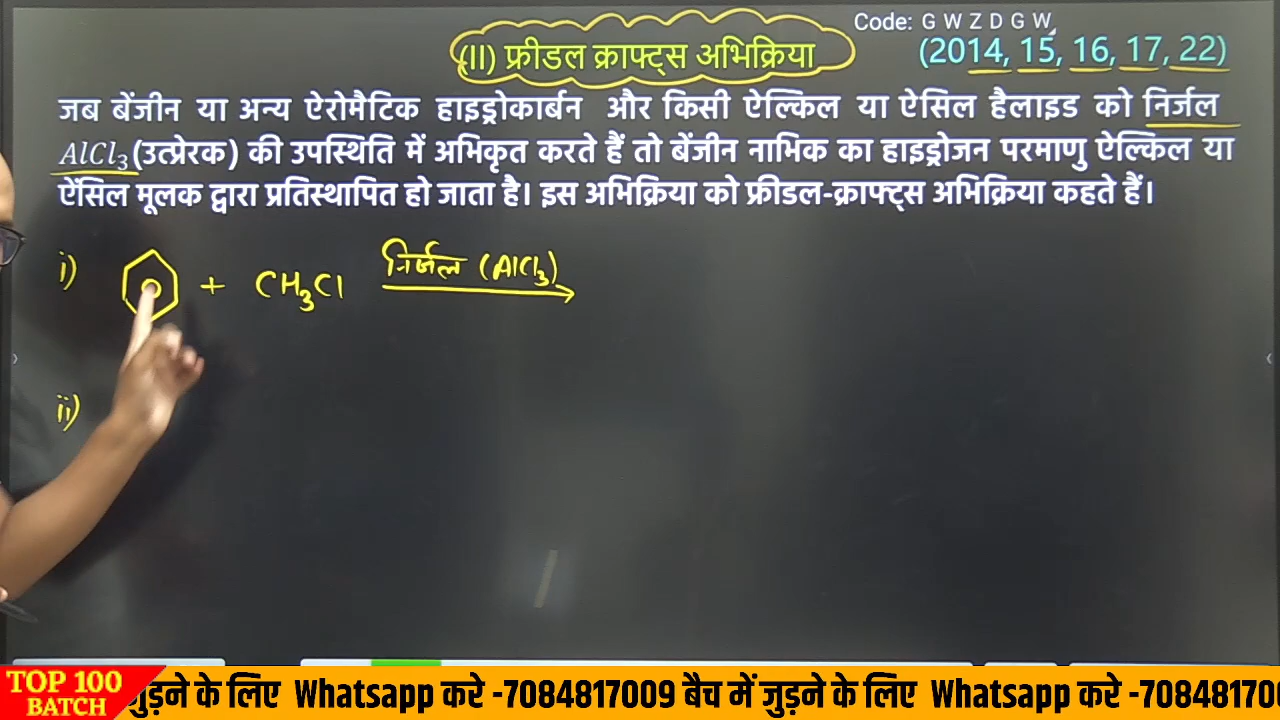 Code: G W Z D G W
(II) फ्रीडल क्राफ्ट्स अभिक्रिया
(2014, 15, 16, 17, 22)
जब बेंजीन या अन्य ऐरोमैटिक हाइड्रोकार्बन और किसी ऐल्किल या ऐसिल हैलाइड को निर्जल
AlCl₃(उत्प्रेरक) की उपस्थिति में अभिकृत करते हैं तो बेंजीन नाभिक का हाइड्रोजन परमाणु ऐल्किल या
ऐंसिल मूलक द्वारा प्रतिस्थापित हो जाता है। इस अभिक्रिया को फ्रीडल-क्राफ्ट्स अभिक्रिया कहते हैं।
i) + CH₃Cl निर्जल (AlCl₃)
ii)
TOP 100
BATCH
जुड़ने के लिए Whatsapp करे -7084817009 बैच में जुड़ने के लिए Whatsapp करे -70848170